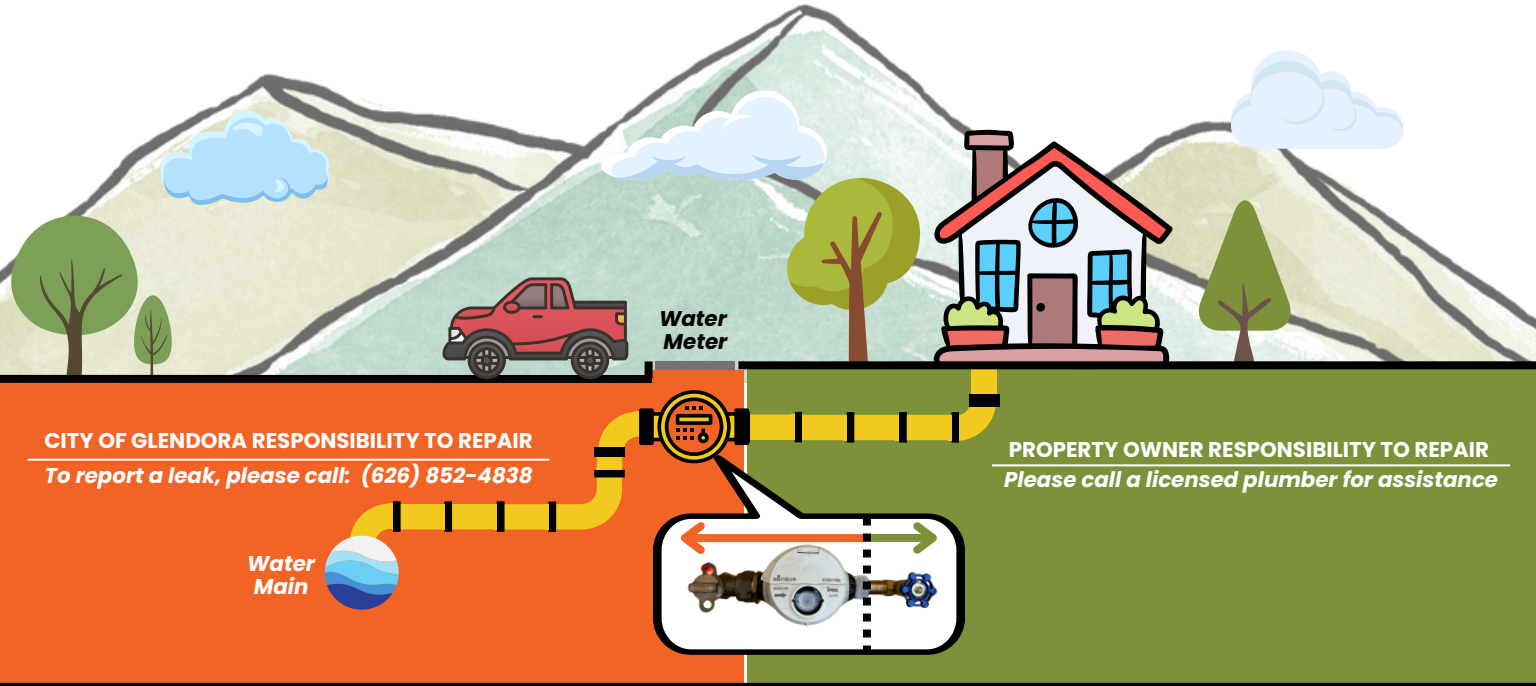 Water
Meter
CITY OF GLENDORA RESPONSIBILITY TO REPAIR
To report a leak, please call: (626) 852-4838
PROPERTY OWNER RESPONSIBILITY TO REPAIR
Please call a licensed plumber for assistance
Water
Main